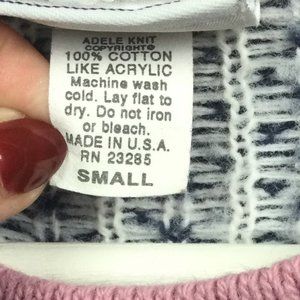 ADELE KNIT
COPYRIGHT©
100% COTTON
LIKE ACRYLIC
Machine wash
cold. Lay flat to
dry. Do not iron
or bleach.
MADE IN U.S.A.
RN 23285
SMALL